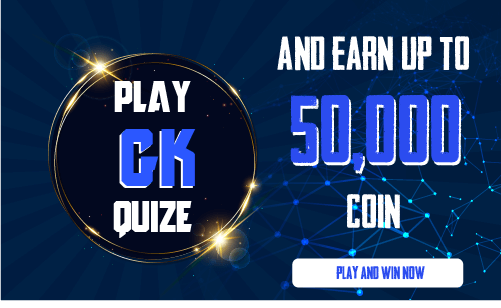 PLAY
GK
QUIZE
AND EARN UP TO
50,000
COIN
PLAY AND WIN NOW